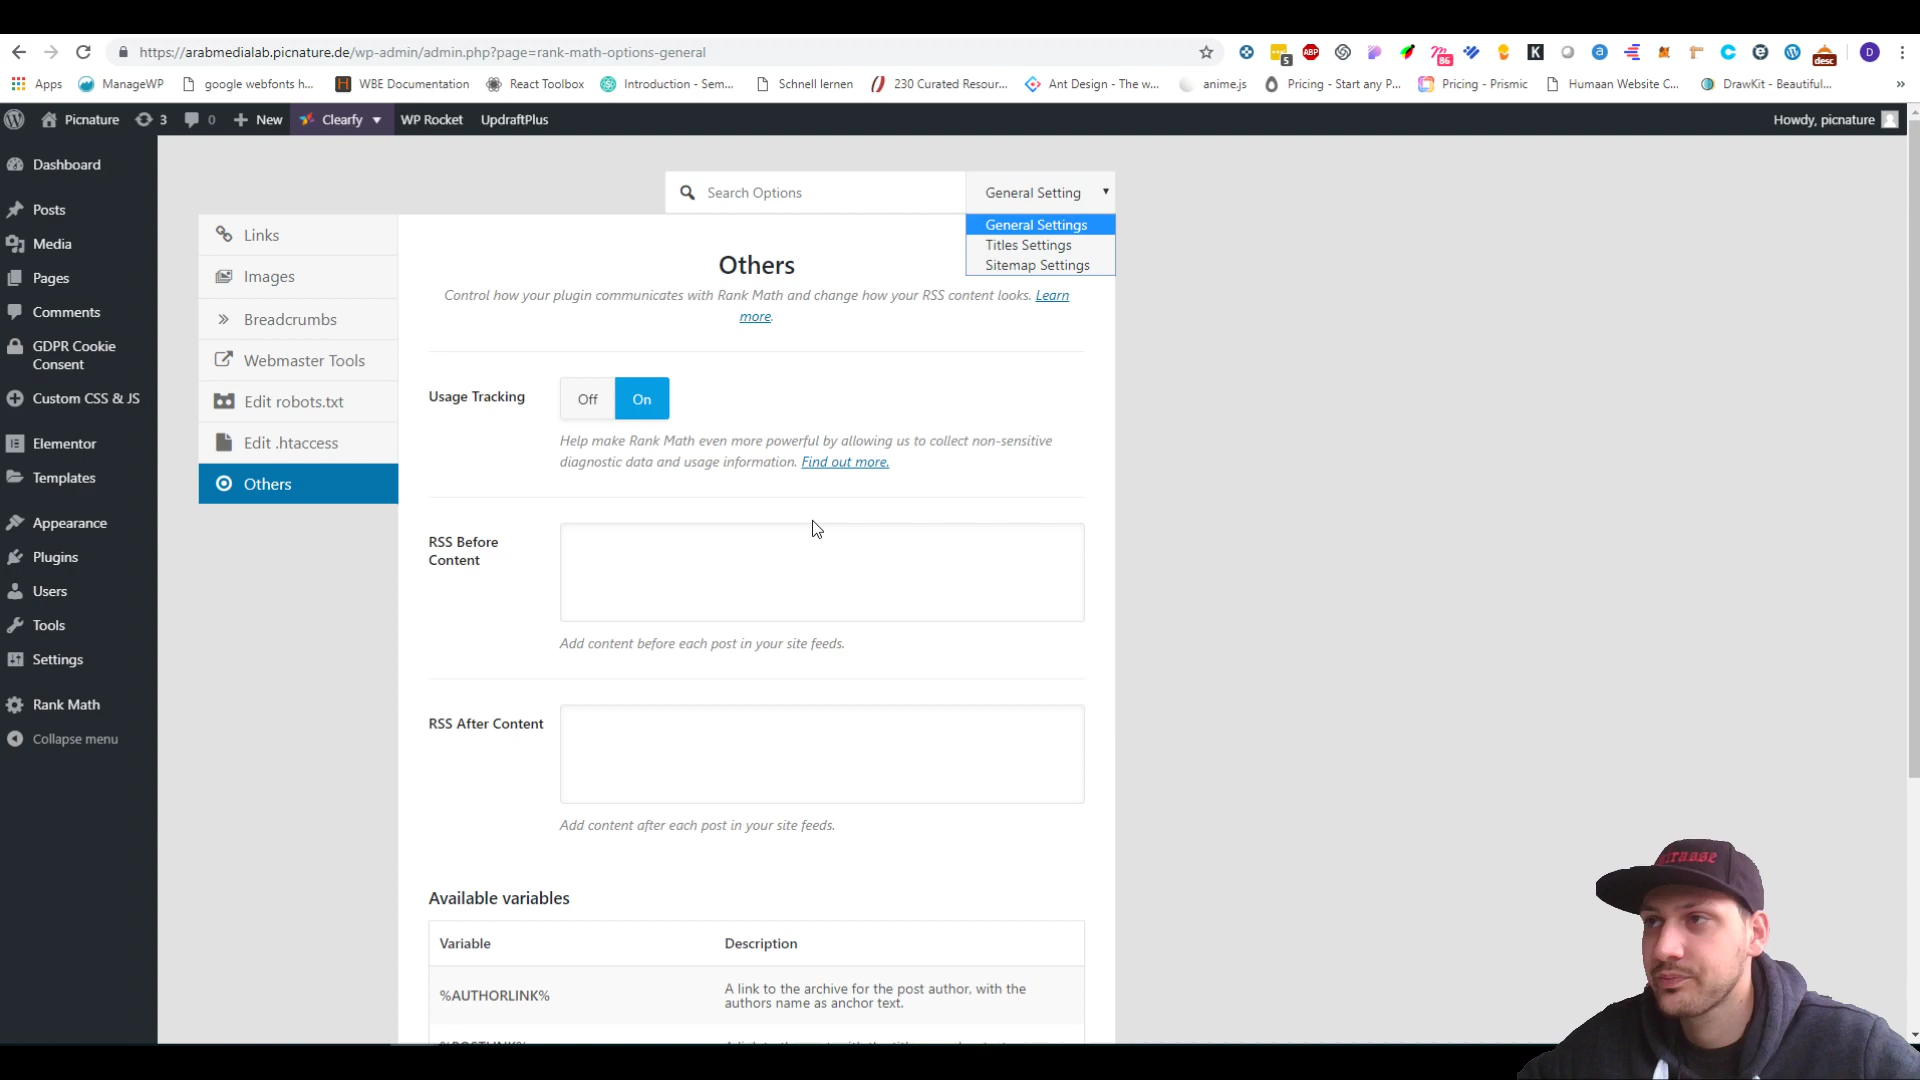 https://arabmedialab.picnature.de/wp-admin/admin.php?page=rank-math-options-general
5
ABP
86
K
desc
D
Apps
ManageWP
google webfonts h...
WBE Documentation
React Toolbox
Introduction - Sem...
Schnell lernen
230 Curated Resour...
Ant Design - The w...
anime.js
Pricing - Start any P...
Pricing - Prismic
Humaan Website C...
DrawKit - Beautiful...
»
Picnature
3
0
New
Clearfy
WP Rocket
UpdraftPlus
Howdy, picnature
Dashboard
Posts
Media
Pages
Comments
GDPR Cookie
Consent
Custom CSS & JS
Elementor
Templates
Appearance
Plugins
Users
Tools
Settings
Rank Math
Collapse menu
Search Options
General Setting
General Settings
Titles Settings
Sitemap Settings
Links
Images
Breadcrumbs
Webmaster Tools
Edit robots.txt
Edit .htaccess
Others
Others
Control how your plugin communicates with Rank Math and change how your RSS content looks. Learn
more.
Usage Tracking
Off
On
Help make Rank Math even more powerful by allowing us to collect non-sensitive
diagnostic data and usage information. Find out more.
RSS Before
Content
Add content before each post in your site feeds.
RSS After Content
Add content after each post in your site feeds.
Available variables
Variable
Description
%AUTHORLINK%
A link to the archive for the post author, with the
authors name as anchor text.